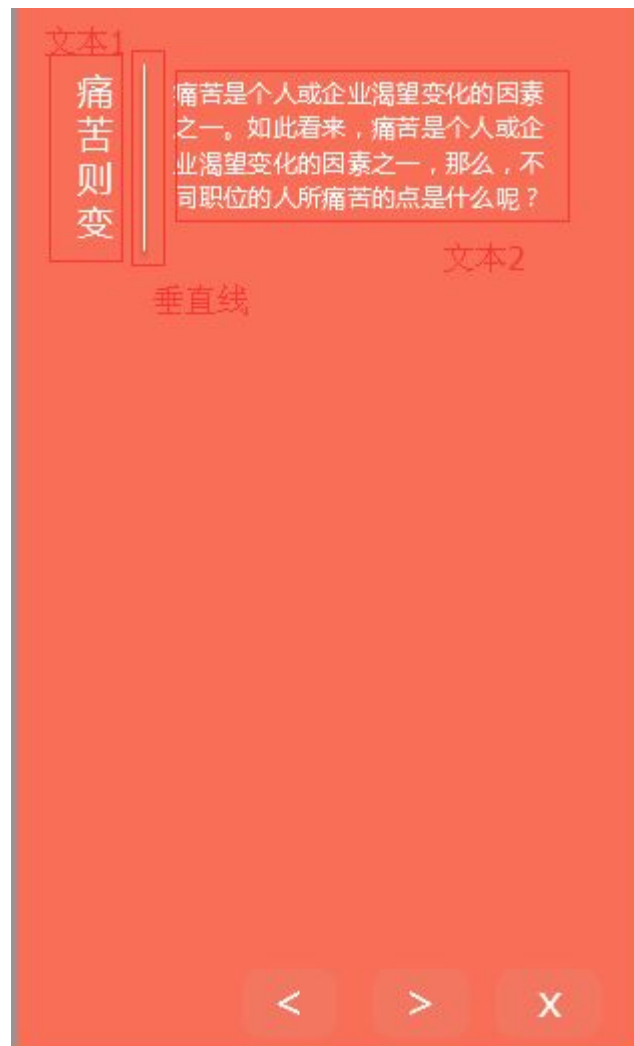 文本1
痛苦则变
痛苦是个人或企业渴望变化的因素
之一。如此看来，痛苦是个人或企
业渴望变化的因素之一，那么，不
同职位的人所痛苦的点是什么呢？
文本2
垂直线
< > X